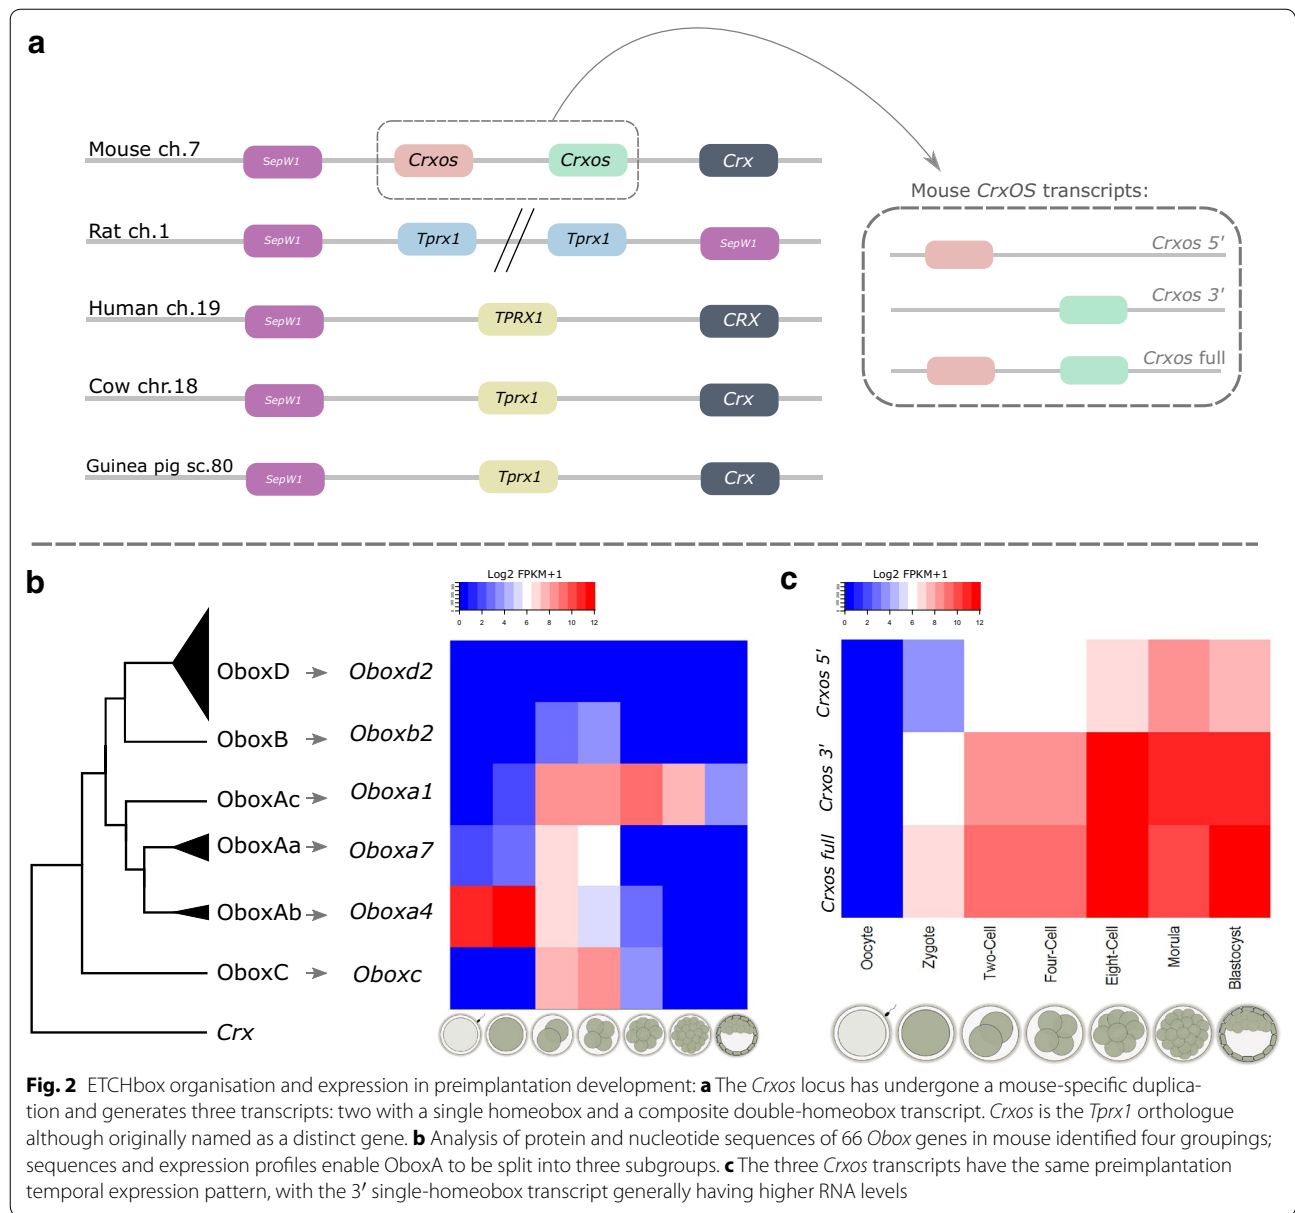 a
Mouse ch.7
SepW1
Crxos
Crxos
Crx
Rat ch.1
SepW1
Tprx1
Tprx1
SepW1
Human ch.19
SepW1
TPRX1
CRX
Cow chr.18
SepW1
Tprx1
Crx
Guinea pig sc.80
SepW1
Tprx1
Crx
Mouse CrxOS transcripts:
Crxos 5'
Crxos 3'
Crxos full
b
Log2 FPKM+1
0 2 4 6 8 10 12
OboxD
Oboxd2
OboxB
Oboxb2
OboxAc
Oboxa1
OboxAa
Oboxa7
OboxAb
Oboxa4
OboxC
Oboxc
Crx
c
Log2 FPKM+1
0 2 4 6 8 10 12
Crxos 5'
Crxos 3'
Crxos full
Oocyte
Zygote
Two-Cell
Four-Cell
Eight-Cell
Morula
Blastocyst
Fig. 2 ETCHbox organisation and expression in preimplantation development: a The Crxos locus has undergone a mouse-specific duplica-
tion and generates three transcripts: two with a single homeobox and a composite double-homeobox transcript. Crxos is the Tprx1 orthologue
although originally named as a distinct gene. b Analysis of protein and nucleotide sequences of 66 Obox genes in mouse identified four groupings;
sequences and expression profiles enable OboxA to be split into three subgroups. c The three Crxos transcripts have the same preimplantation
temporal expression pattern, with the 3′ single-homeobox transcript generally having higher RNA levels